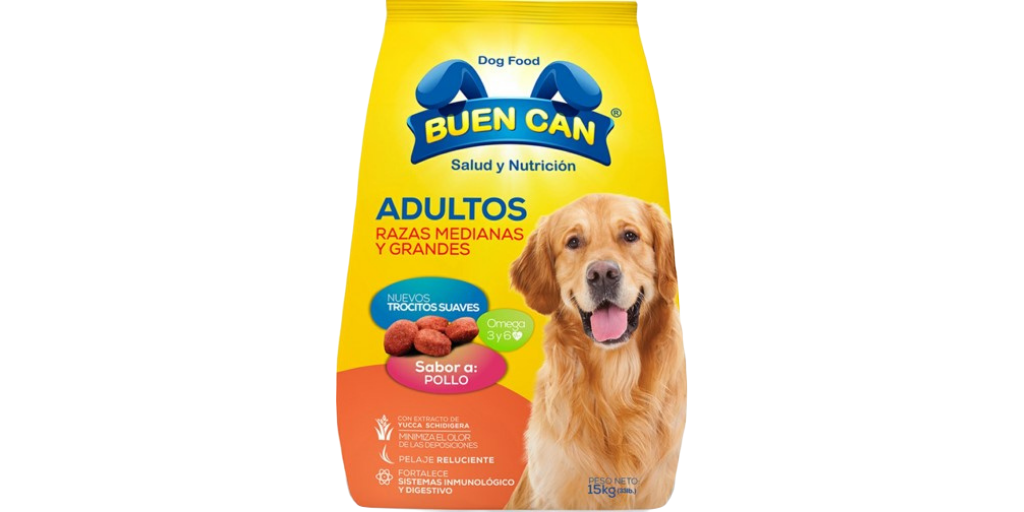 Dog Food
BUEN CAN®
Salud y Nutrición
ADULTOS
RAZAS MEDIANAS
Y GRANDES
NUEVOS
TROCITOS SUAVES
Omega
3 y 6
Sabor a:
POLLO
CON EXTRACTO DE
YUCCA SCHIDIGERA
MINIMIZA EL OLOR
DE LAS DEPOSICIONES
PELAJE RELUCIENTE
FORTALECE
SISTEMAS INMUNOLÓGICO
Y DIGESTIVO
PESO NETO
15kg